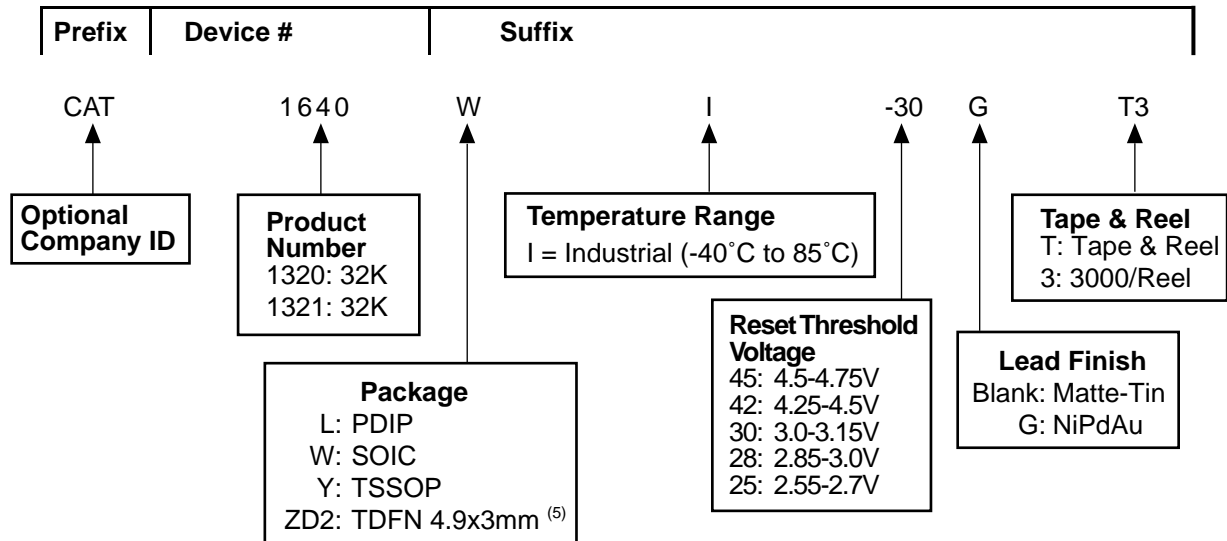 Prefix Device # Suffix
CAT 1640 W I -30 G T3
Optional
Company ID
Product
Number
1320: 32K
1321: 32K
Package
L: PDIP
W: SOIC
Y: TSSOP
ZD2: TDFN 4.9x3mm (5)
Temperature Range
I = Industrial (-40˚C to 85˚C)
Reset Threshold
Voltage
45: 4.5-4.75V
42: 4.25-4.5V
30: 3.0-3.15V
28: 2.85-3.0V
25: 2.55-2.7V
Lead Finish
Blank: Matte-Tin
G: NiPdAu
Tape & Reel
T: Tape & Reel
3: 3000/Reel